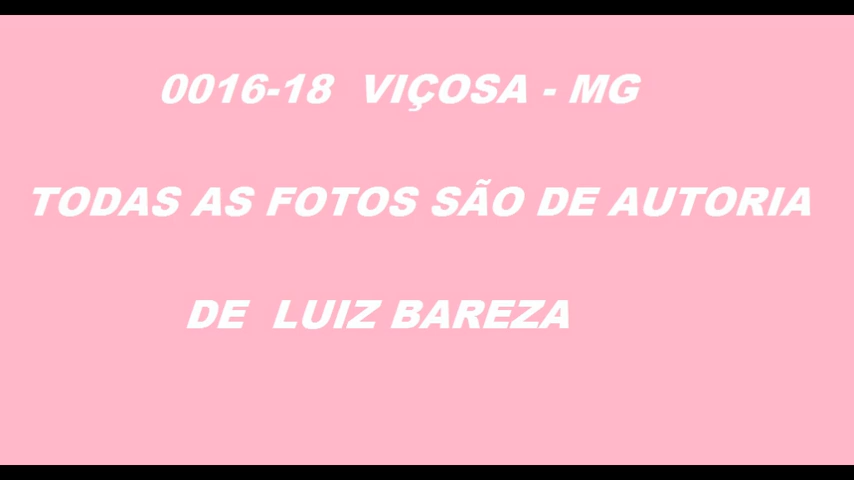 0016-18 VIÇOSA - MG
TODAS AS FOTOS SÃO DE AUTORIA
DE LUIZ BAREZA